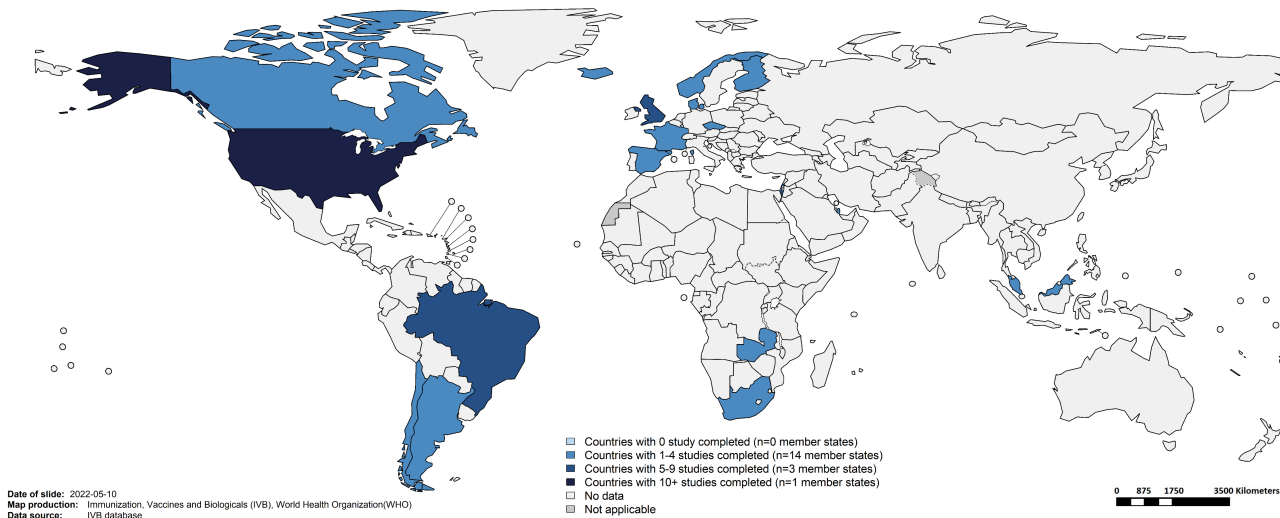 Countries with 0 study completed (n=0 member states)
Countries with 1-4 studies completed (n=14 member states)
Countries with 5-9 studies completed (n=3 member states)
Countries with 10+ studies completed (n=1 member states)
No data
Not applicable
Date of slide: 2022-05-10
Map production: Immunization, Vaccines and Biologicals (IVB), World Health Organization(WHO)
Data source: IVB database
0 875 1750 3500 Kilometers